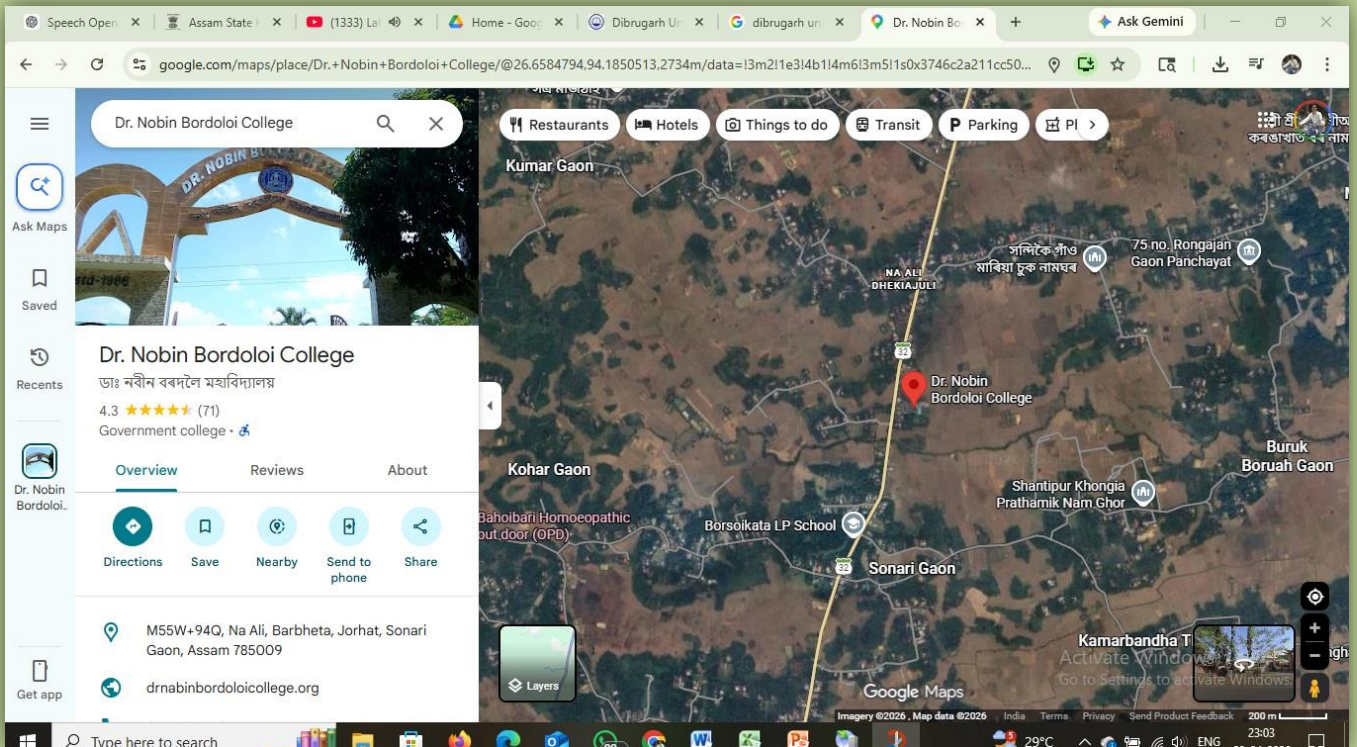 Speech Open
Assam State
(1333) Lal
Home - Goog
Dibrugarh Un
dibrugarh un
Dr. Nobin Bo
Ask Gemini
google.com/maps/place/Dr.+Nobin+Bordoloi+College/@26.6584794,94.1850513,2734m/data=!3m2!1e3!4b1!4m6!3m5!1s0x3746c2a211cc50...
Dr. Nobin Bordoloi College
Restaurants
Hotels
Things to do
Transit
Parking
Ask Maps
Saved
Recents
Dr. Nobin
Bordoloi..
Get app
DR. NOBIN
Dr. Nobin Bordoloi College
ডাঃ নবীন বৰদলৈ মহাবিদ্যালয়
4.3 ★★★★★ (71)
Government college ·
Overview
Reviews
About
Directions
Save
Nearby
Send to
phone
Share
M55W+94Q, Na Ali, Barbheta, Jorhat, Sonari
Gaon, Assam 785009
drnabinbordoloicollege.org
Kumar Gaon
সন্দিকৈ গাঁও
মাৰিয়া চুক নামঘৰ
75 no. Rongajan
Gaon Panchayat
NA ALI
DHEKIAJULI
32
Dr. Nobin
Bordoloi College
Kohar Gaon
Buruk
Boruah Gaon
Shantipur Khongia
Prathamik Nam Ghor
Bahoibari Homoeopathic
out door (OPD)
Borsoikata LP School
32
Sonari Gaon
Kamarbandha T
Layers
Google Maps
Activate Windows
Go to Settings to activate Windows.
Imagery ©2026 , Map data ©2026
India
Terms
Privacy
Send Product Feedback
200 m
Type here to search
29°C
ENG
23:03